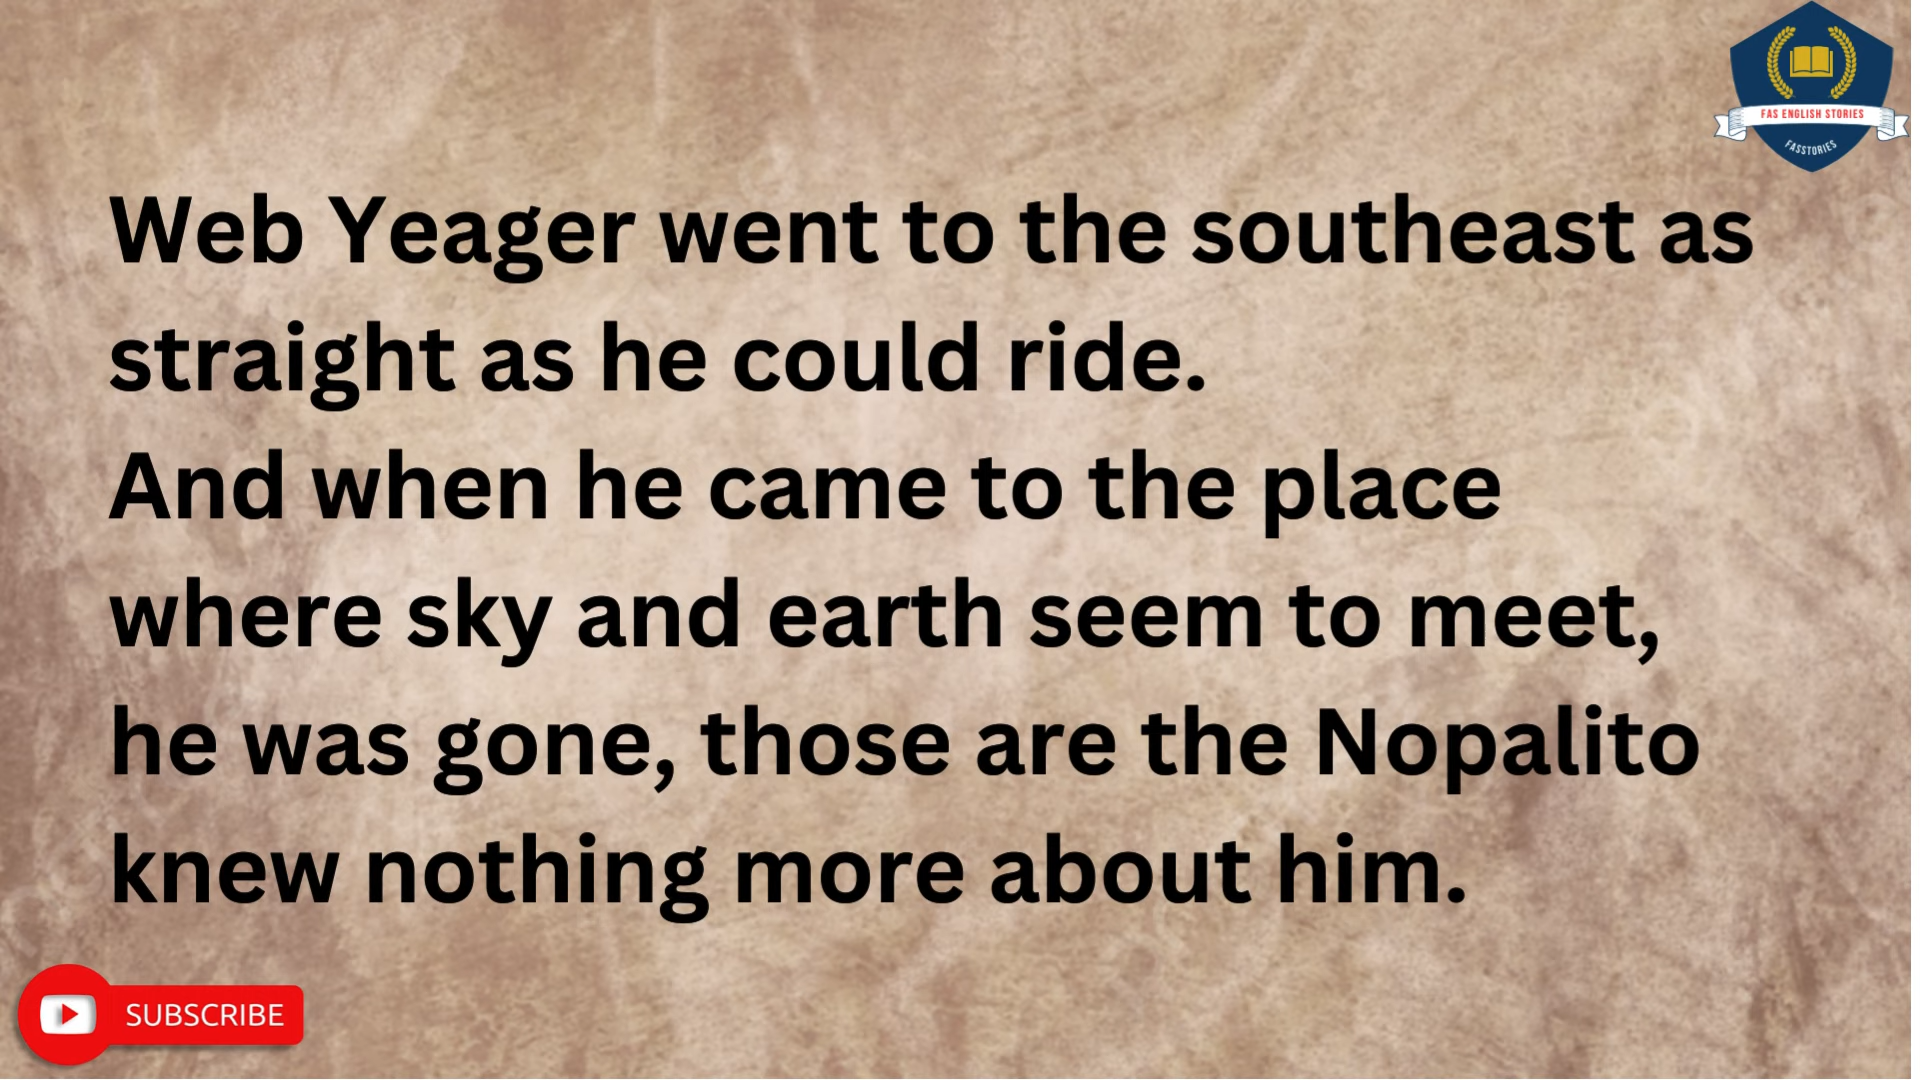 FAS ENGLISH STORIES
FASSTORIES
Web Yeager went to the southeast as
straight as he could ride.
And when he came to the place
where sky and earth seem to meet,
he was gone, those are the Nopalito
knew nothing more about him.
SUBSCRIBE